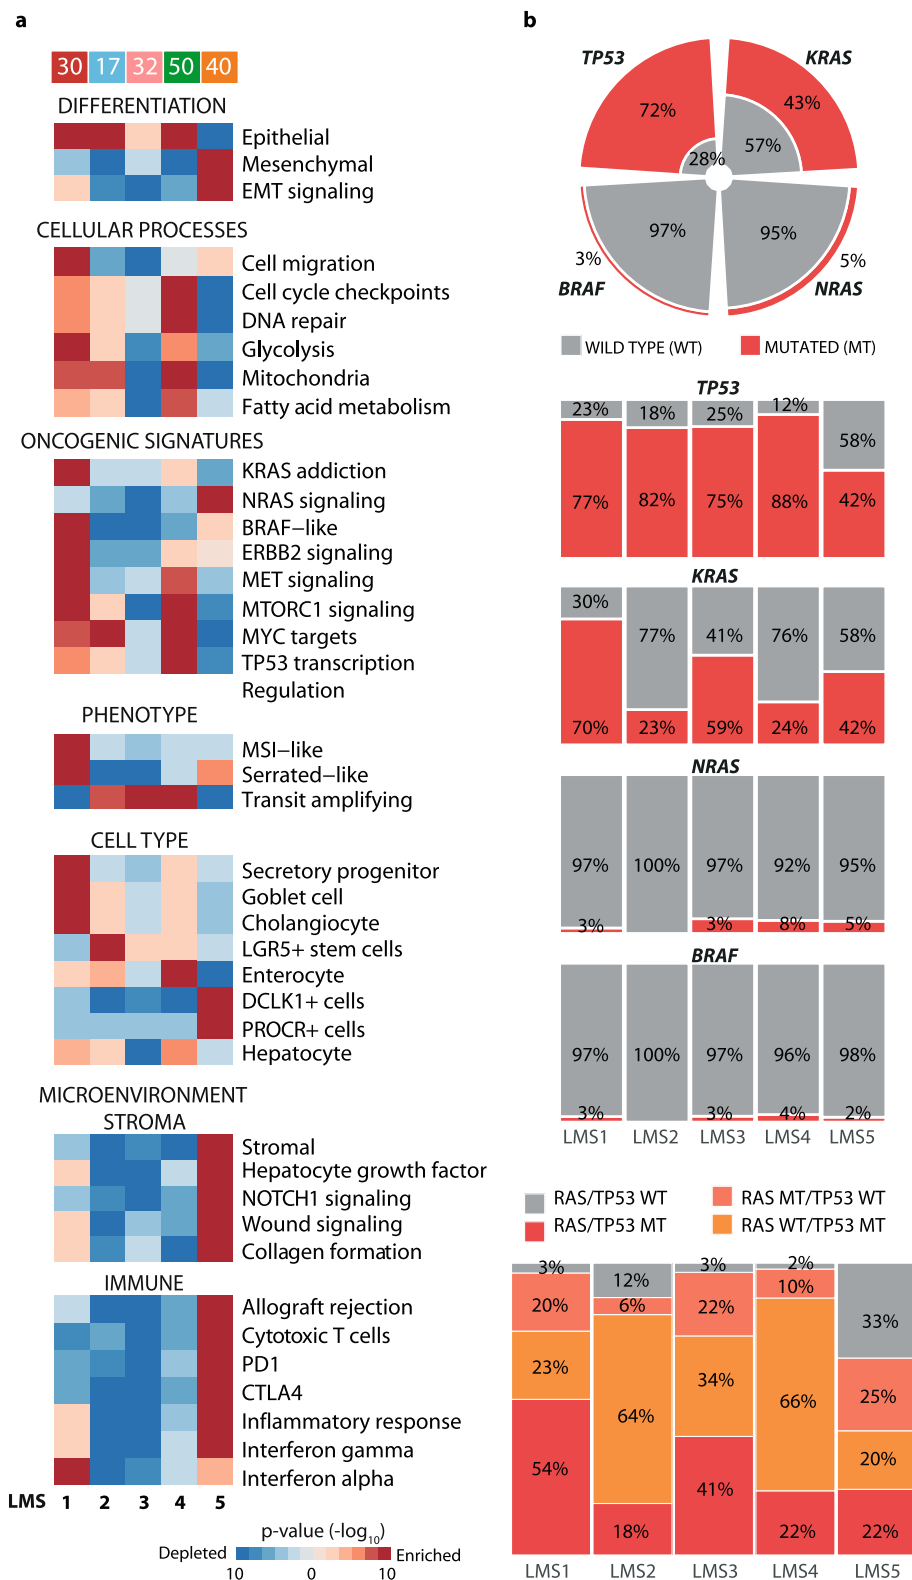 a
30 17 32 50 40
DIFFERENTIATION
Epithelial
Mesenchymal
EMT signaling
CELLULAR PROCESSES
Cell migration
Cell cycle checkpoints
DNA repair
Glycolysis
Mitochondria
Fatty acid metabolism
ONCOGENIC SIGNATURES
KRAS addiction
NRAS signaling
BRAF−like
ERBB2 signaling
MET signaling
MTORC1 signaling
MYC targets
TP53 transcription
Regulation
PHENOTYPE
MSI−like
Serrated−like
Transit amplifying
CELL TYPE
Secretory progenitor
Goblet cell
Cholangiocyte
LGR5+ stem cells
Enterocyte
DCLK1+ cells
PROCR+ cells
Hepatocyte
MICROENVIRONMENT
STROMA
Stromal
Hepatocyte growth factor
NOTCH1 signaling
Wound signaling
Collagen formation
IMMUNE
Allograft rejection
Cytotoxic T cells
PD1
CTLA4
Inflammatory response
Interferon gamma
Interferon alpha
LMS 1 2 3 4 5
p-value (-log10)
Depleted Enriched
10 0 10
b
TP53 KRAS
72% 43%
28% 57%
97% 95%
3% 5%
BRAF NRAS
WILD TYPE (WT) MUTATED (MT)
TP53
23% 18% 25% 12% 58%
77% 82% 75% 88% 42%
KRAS
30% 77% 41% 76% 58%
70% 23% 59% 24% 42%
NRAS
97% 100% 97% 92% 95%
3% 3% 8% 5%
BRAF
97% 100% 97% 96% 98%
3% 3% 4% 2%
LMS1 LMS2 LMS3 LMS4 LMS5
RAS/TP53 WT RAS MT/TP53 WT
RAS/TP53 MT RAS WT/TP53 MT
3% 12% 3% 2% 33%
20% 6% 22% 10% 25%
23% 64% 34% 66% 20%
54% 18% 41% 22% 22%
LMS1 LMS2 LMS3 LMS4 LMS5